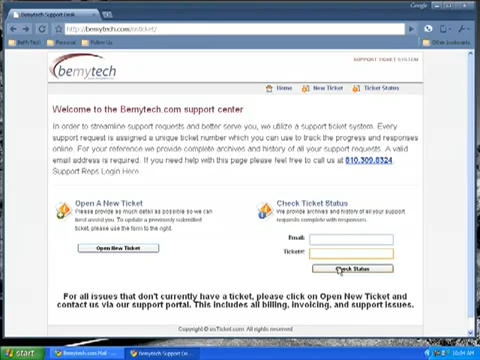 Bemytech Support Desk
Google
http://bemytech.com/osticket/
BeMyTech
Personal
Follow Us
Other bookmarks
bemytech
SUPPORT TICKET SYSTEM
Home
New Ticket
Ticket Status
Welcome to the Bemytech.com support center
In order to streamline support requests and better serve you, we utilize a support ticket system. Every
support request is assigned a unique ticket number which you can use to track the progress and responses
online. For your reference we provide complete archives and history of all your support requests. A valid
email address is required. If you need help with this page please feel free to call us at 810.309.8324.
Support Reps Login Here
Open A New Ticket
Please provide as much detail as possible so we can
best assist you. To update a previously submitted
ticket, please use the form to the right.
Open New Ticket
Check Ticket Status
We provide archives and history of all your support
requests complete with responses.
Email:
Ticket#:
Check Status
For all issues that don't currently have a ticket, please click on Open New Ticket and
contact us via our support portal. This includes all billing, invoicing, and support issues.
Copyright © osTicket.com. All rights reserved
start
Bemytech.com Mail -
Bemytech Support De...
10:04 AM